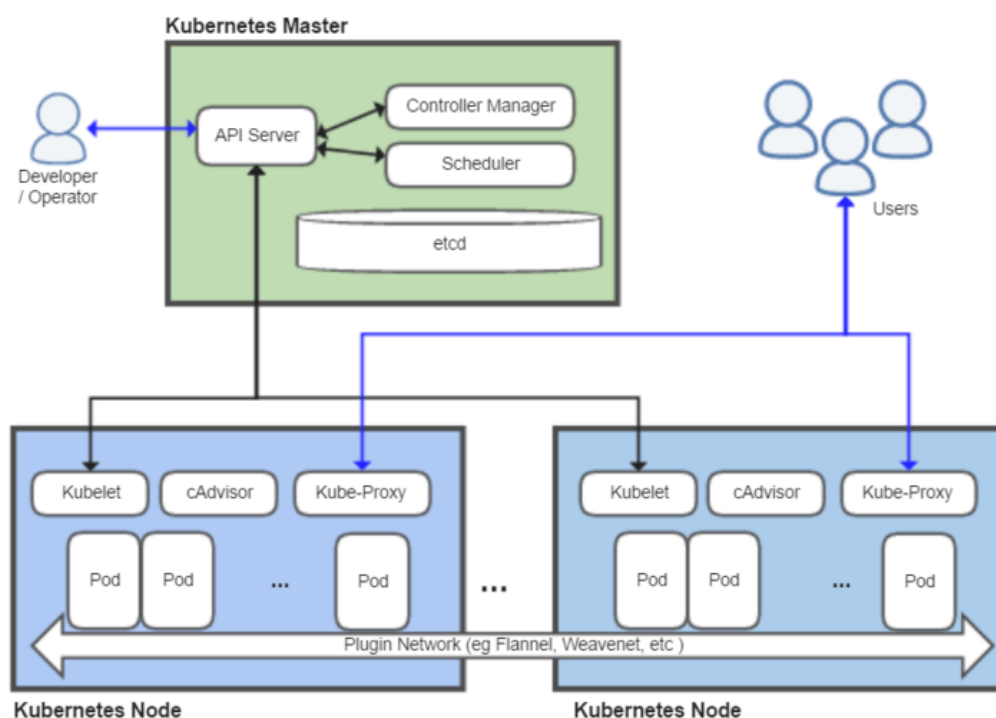 Kubernetes Master
API Server
Controller Manager
Scheduler
etcd
Developer
/ Operator
Users
Kubelet
cAdvisor
Kube-Proxy
Pod
Pod
...
Pod
...
Kubelet
cAdvisor
Kube-Proxy
Pod
Pod
...
Pod
Plugin Network (eg Flannel, Weavenet, etc )
Kubernetes Node
Kubernetes Node